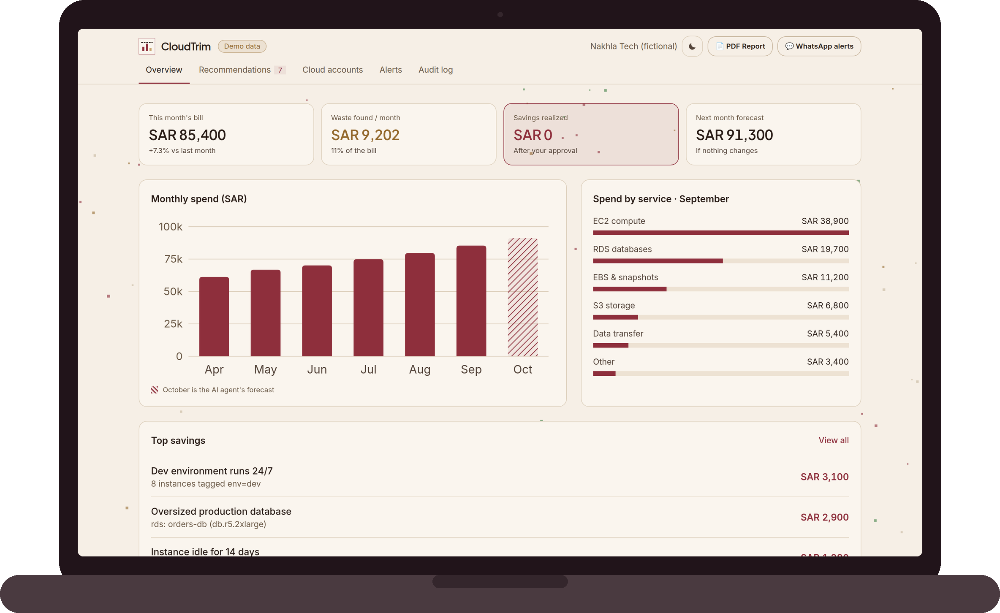 CloudTrim
Demo data
Nakhla Tech (fictional)
📄 PDF Report
💬 WhatsApp alerts
Overview
Recommendations 7
Cloud accounts
Alerts
Audit log
This month's bill
SAR 85,400
+7.3% vs last month
Waste found / month
SAR 9,202
11% of the bill
Savings realized
SAR 0
After your approval
Next month forecast
SAR 91,300
If nothing changes
Monthly spend (SAR)
100k
75k
50k
25k
0
Apr May Jun Jul Aug Sep Oct
October is the AI agent's forecast
Spend by service · September
EC2 compute SAR 38,900
RDS databases SAR 19,700
EBS & snapshots SAR 11,200
S3 storage SAR 6,800
Data transfer SAR 5,400
Other SAR 3,400
Top savings
View all
Dev environment runs 24/7
8 instances tagged env=dev
SAR 3,100
Oversized production database
rds: orders-db (db.r5.2xlarge)
SAR 2,900
Instance idle for 14 days